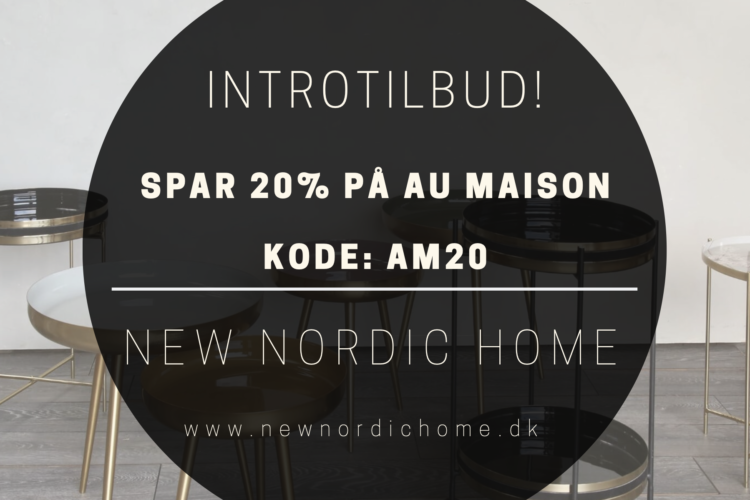 INTROTILBUD!
SPAR 20% PÅ AU MAISON
KODE: AM20
NEW NORDIC HOME
www.newnordichome.dk